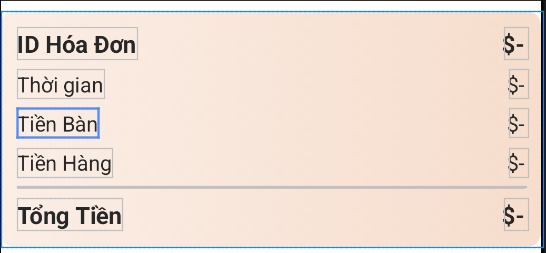 ID Hóa Đơn $-
Thời gian $-
Tiền Bàn $-
Tiền Hàng $-
Tổng Tiền $-